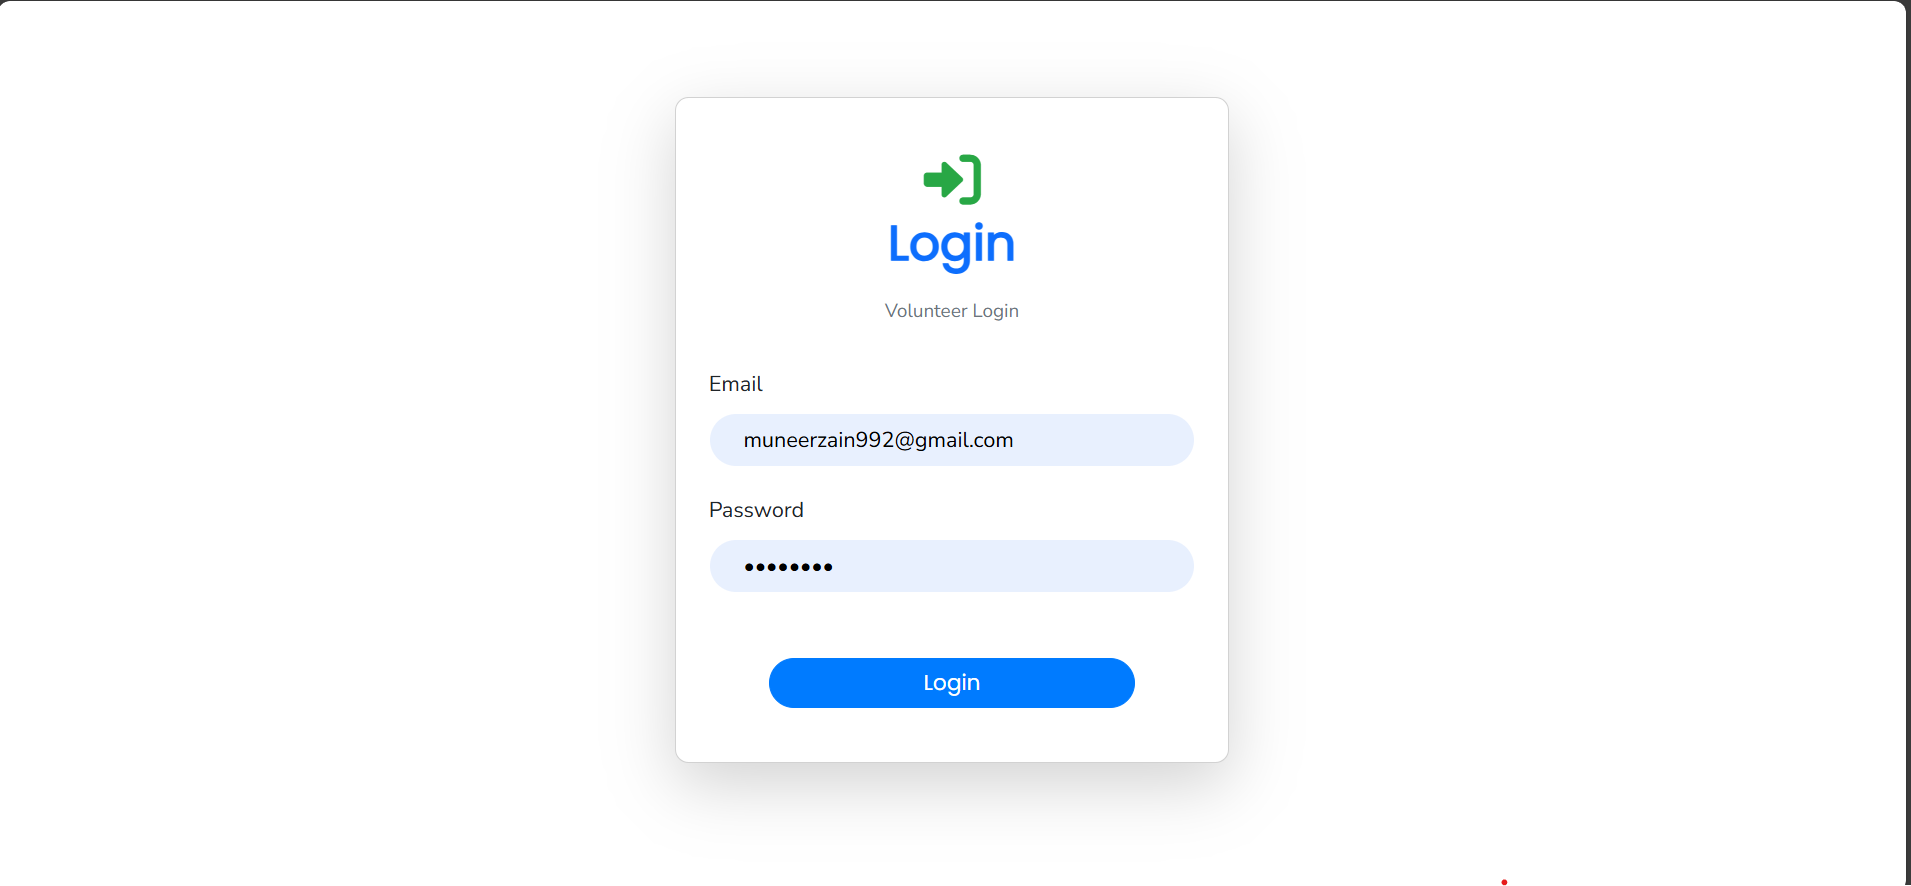 Login
Volunteer Login
Email
muneerzain992@gmail.com
Password
••••••••
Login